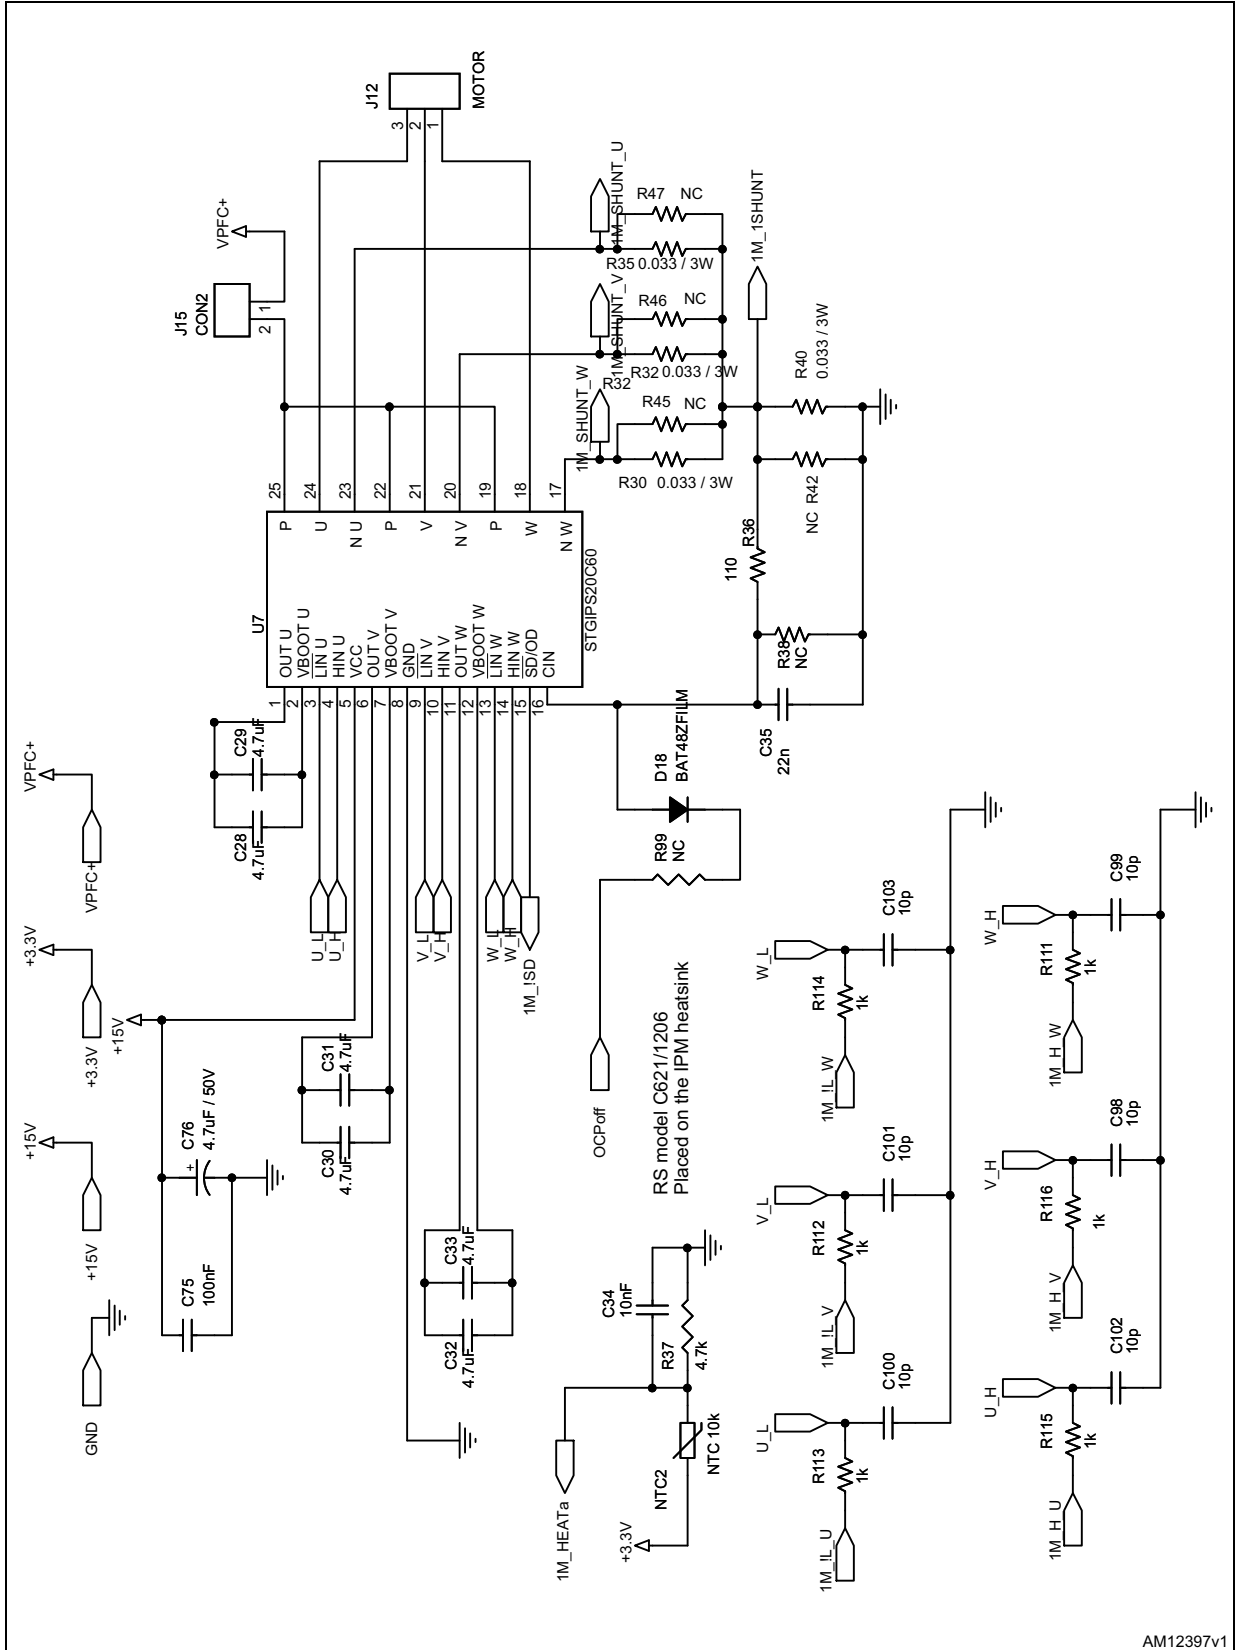 J12
MOTOR
3
2
1
VPFC+
J15
CON2
1
2
1M_SHUNT_U
R47 NC
R35 0.033 / 3W
1M_SHUNT_V
R46 NC
R32 0.033 / 3W
R32
1M_SHUNT_W
R45 NC
R30 0.033 / 3W
1M_1SHUNT
R40
0.033 / 3W
NC R42
R36
110
R38
NC
C35
22n
25
24
23
22
21
20
19
18
17
P
U
N U
P
V
N V
P
W
N W
U7
STGIPS20C60
OUT U
VBOOT U
LIN U
HIN U
VCC
OUT V
VBOOT V
GND
LIN V
HIN V
OUT W
VBOOT W
LIN W
HIN W
SD/OD
CIN
1
2
3
4
5
6
7
8
9
10
11
12
13
14
15
16
C29
4.7uF
C28
4.7uF
U_L
U_H
V_L
V_H
W_L
W_H
1M_!SD
D18
BAT48ZFILM
R99
NC
OCPoff
VPFC+
VPFC+
+3.3V
+3.3V
+15V
+15V
+15V
GND
C76
4.7uF / 50V
+
C75
100nF
C31
4.7uF
C30
4.7uF
C33
4.7uF
C32
4.7uF
RS model C621/1206
Placed on the IPM heatsink
C34
10nF
R37
4.7k
1M_HEATa
NTC2
NTC 10k
+3.3V
W_L
R114
1k
C103
10p
1M_!L_W
V_L
R112
1k
C101
10p
1M_!L_V
U_L
R113
1k
C100
10p
1M_!L_U
W_H
R111
1k
C99
10p
1M_H_W
V_H
R116
1k
C98
10p
1M_H_V
U_H
R115
1k
C102
10p
1M_H_U
AM12397v1